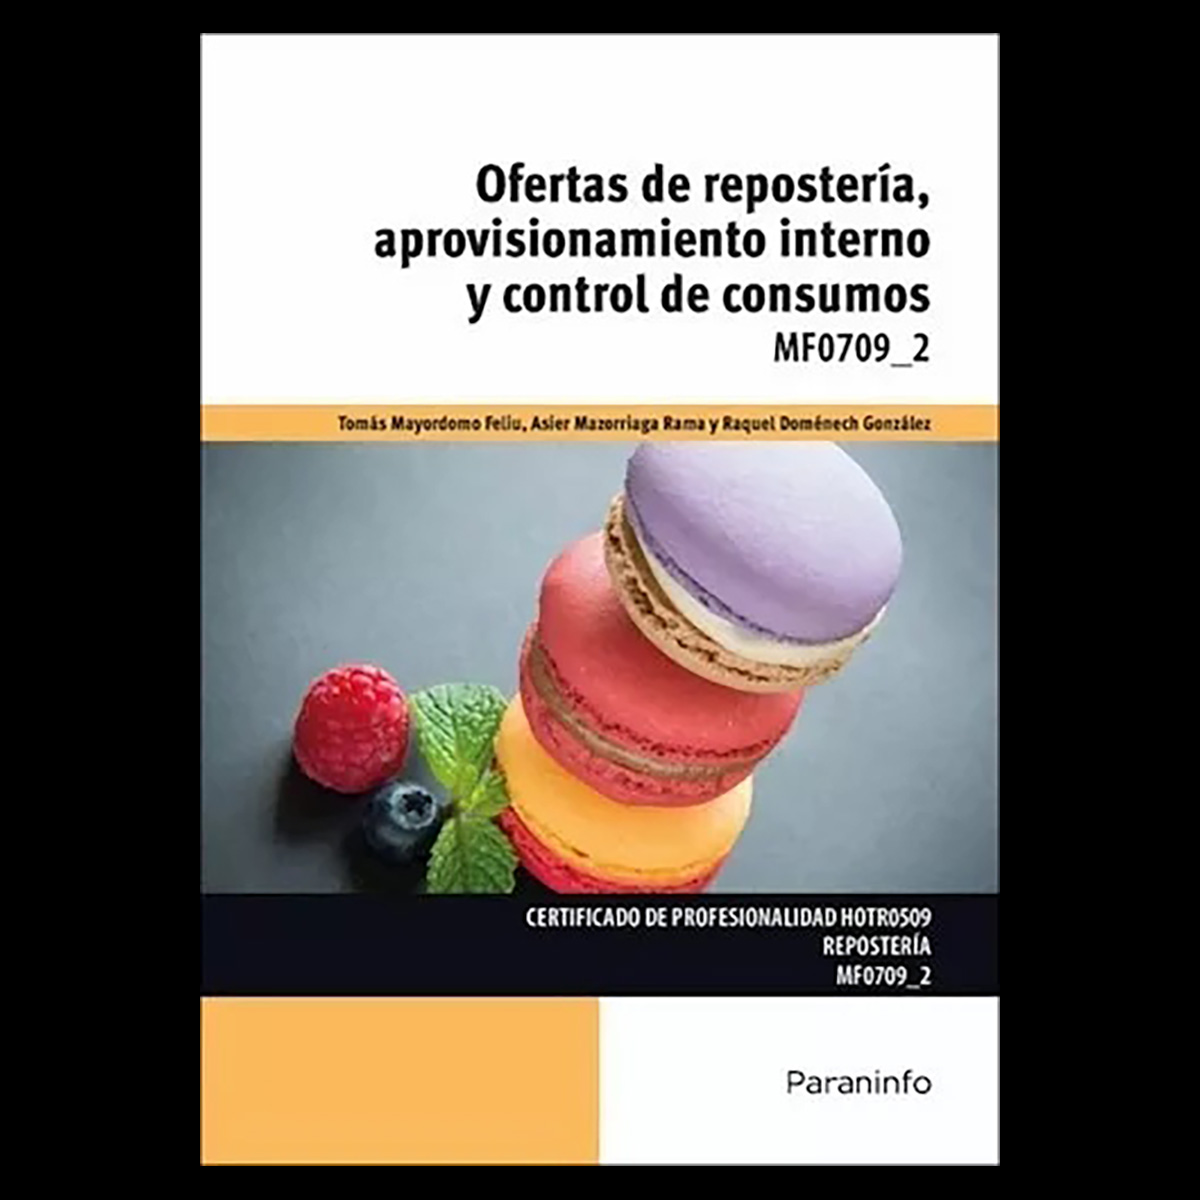 Ofertas de repostería,
aprovisionamiento interno
y control de consumos
MF0709_2
Tomás Mayordomo Feliu, Asier Mazorriaga Rama y Raquel Doménech González
CERTIFICADO DE PROFESIONALIDAD HOTR0509
REPOSTERÍA
MF0709_2
Paraninfo